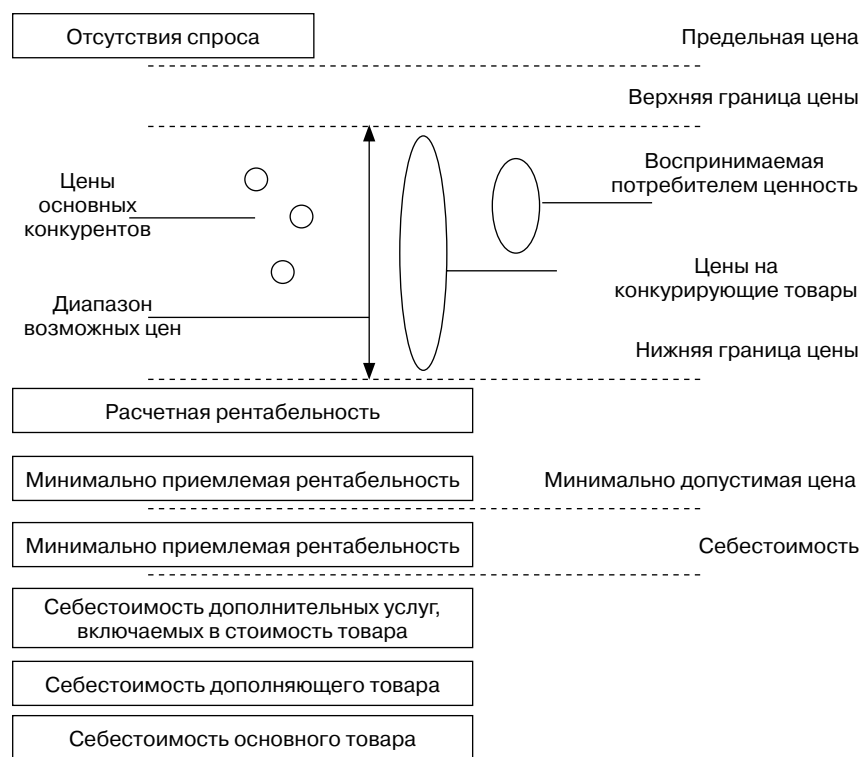 Отсутствия спроса
Предельная цена
Верхняя граница цены
Цены
основных
конкурентов
Воспринимаемая
потребителем ценность
Цены на
конкурирующие товары
Диапазон
возможных цен
Нижняя граница цены
Расчетная рентабельность
Минимально приемлемая рентабельность
Минимально допустимая цена
Минимально приемлемая рентабельность
Себестоимость
Себестоимость дополнительных услуг,
включаемых в стоимость товара
Себестоимость дополняющего товара
Себестоимость основного товара